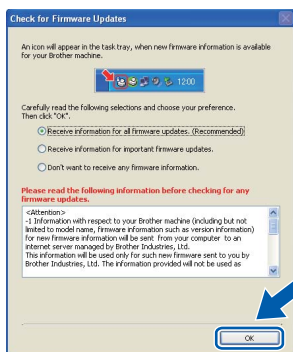 Check for Firmware Updates
An icon will appear in the task tray, when new firmware information is available
for your Brother machine.
12:00
Carefully read the following selections and choose your preference.
Then click "OK".
Receive information for all firmware updates. (Recommended)
Receive information for important firmware updates.
Don't want to receive any firmware information.
Please read the following information before checking for any
firmware updates.
<Attention>
-1 Information with respect to your Brother machine (including but not
limited to model name, firmware information such as version information)
for new firmware information will be sent from your computer to an
internet server managed by Brother Industries, Ltd.
This information will be used only for such new firmware sent to you by
Brother Industries, Ltd. The information provided will not be used as
OK